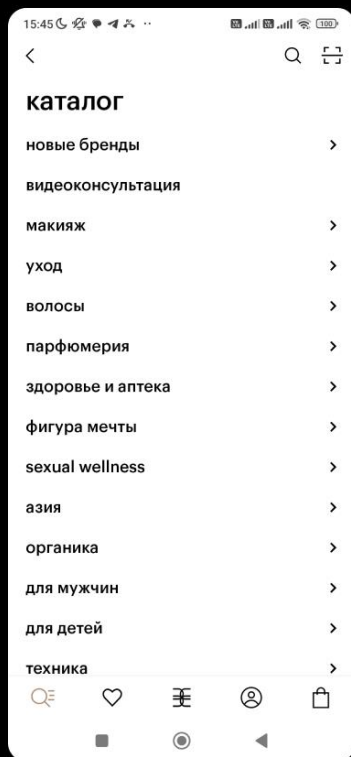 15:45
100
каталог
новые бренды
видеоконсультация
макияж
уход
волосы
парфюмерия
здоровье и аптека
фигура мечты
sexual wellness
азия
органика
для мужчин
для детей
техника